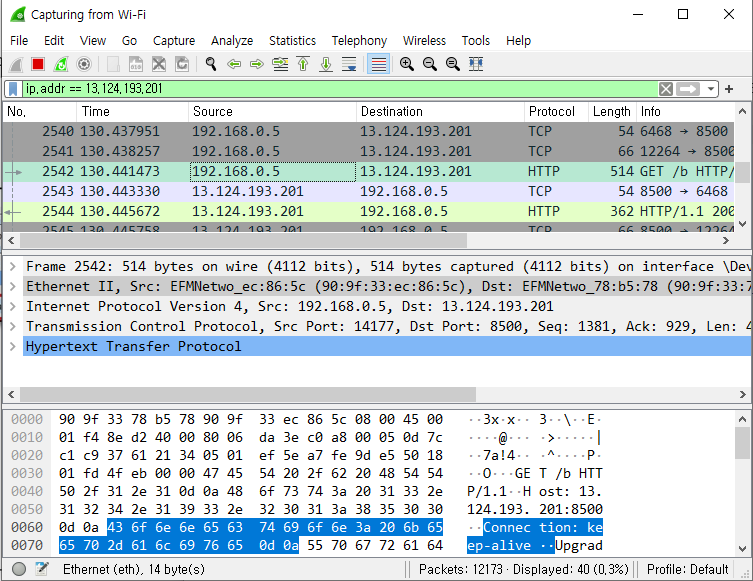 Capturing from Wi-Fi
File Edit View Go Capture Analyze Statistics Telephony Wireless Tools Help
ip,addr == 13,124,193,201
No, Time Source Destination Protocol Length Info
2540 130.437951 192.168.0.5 13.124.193.201 TCP 54 6468 → 8500
2541 130.438257 192.168.0.5 13.124.193.201 TCP 66 12264 → 8500
2542 130.441473 192.168.0.5 13.124.193.201 HTTP 514 GET /b HTTP/
2543 130.443330 13.124.193.201 192.168.0.5 TCP 54 8500 → 6468
2544 130.445672 13.124.193.201 192.168.0.5 HTTP 362 HTTP/1.1 200
2545 130.445758 13.124.193.201 192.168.0.5 TCP 66 8500 → 12264
Frame 2542: 514 bytes on wire (4112 bits), 514 bytes captured (4112 bits) on interface \Dev
Ethernet II, Src: EFMNetwo_ec:86:5c (90:9f:33:ec:86:5c), Dst: EFMNetwo_78:b5:78 (90:9f:33:7
Internet Protocol Version 4, Src: 192.168.0.5, Dst: 13.124.193.201
Transmission Control Protocol, Src Port: 14177, Dst Port: 8500, Seq: 1381, Ack: 929, Len: 4
Hypertext Transfer Protocol
0000 90 9f 33 78 b5 78 90 9f 33 ec 86 5c 08 00 45 00 ··3x·x·· 3··\··E·
0010 01 f4 8e d2 40 00 80 06 da 3e c0 a8 00 05 0d 7c ····@··· ·>·····|
0020 c1 c9 37 61 21 34 05 01 ef 5e a7 fe 9d e5 50 18 ··7a!4·· ·^····P·
0030 01 fd 4f eb 00 00 47 45 54 20 2f 62 20 48 54 54 ··O···GE T /b HTT
0040 50 2f 31 2e 31 0d 0a 48 6f 73 74 3a 20 31 33 2e P/1.1··H ost: 13.
0050 31 32 34 2e 31 39 33 2e 32 30 31 3a 38 35 30 30 124.193. 201:8500
0060 0d 0a 43 6f 6e 6e 65 63 74 69 6f 6e 3a 20 6b 65 ··Connec tion: ke
0070 65 70 2d 61 6c 69 76 65 0d 0a 55 70 67 72 61 64 ep-alive ··Upgrad
Ethernet (eth), 14 byte(s) Packets: 12173 · Displayed: 40 (0,3%) Profile: Default